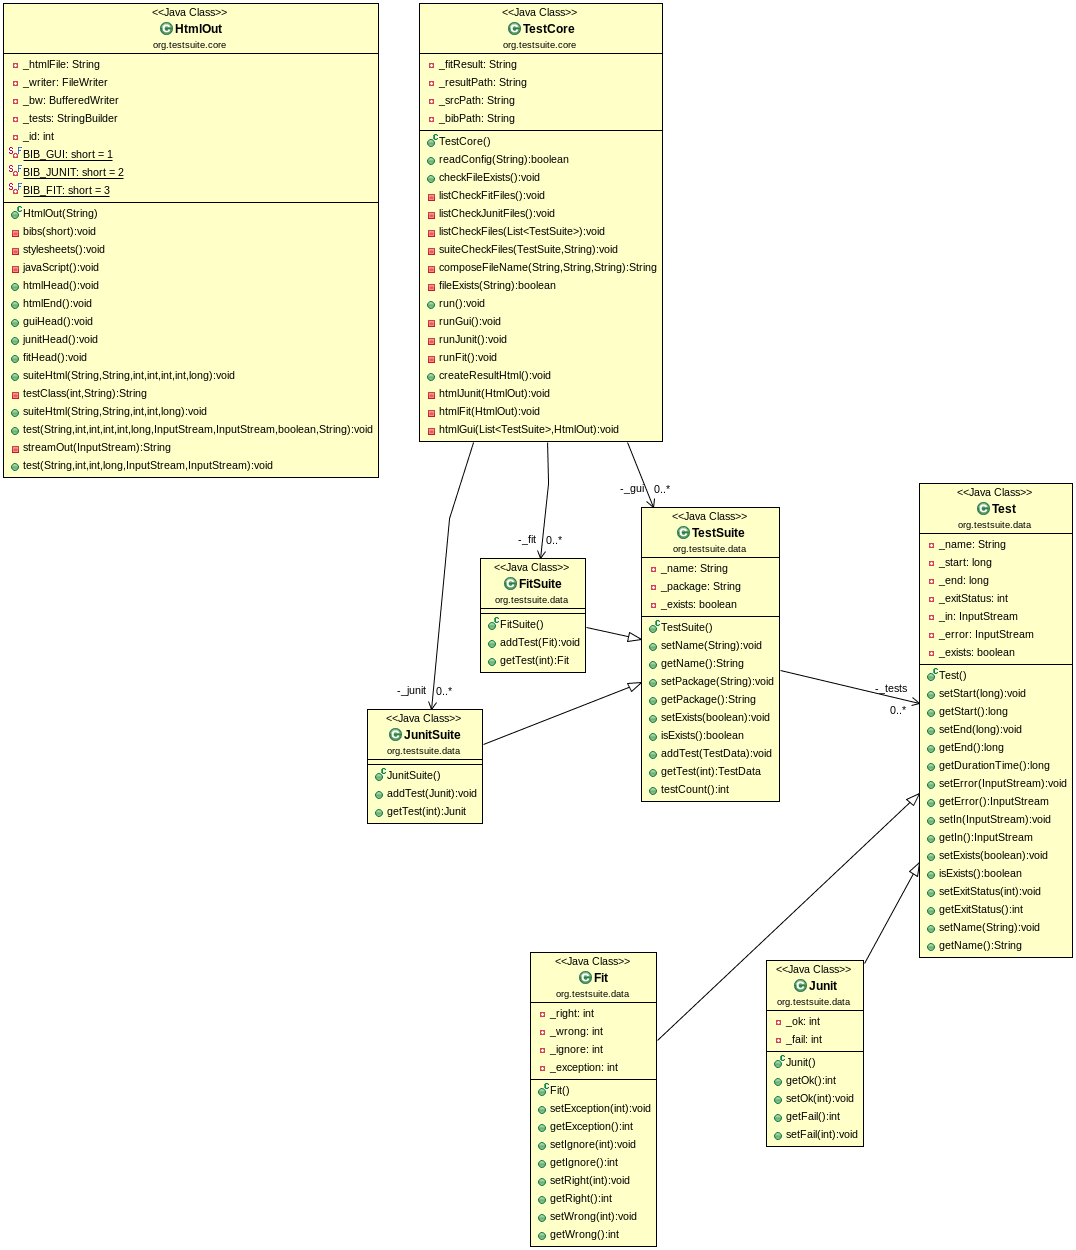 <<Java Class>>
HtmlOut
org.testsuite.core
_htmlFile: String
_writer: FileWriter
_bw: BufferedWriter
_tests: StringBuilder
_id: int
BIB_GUI: short = 1
BIB_JUNIT: short = 2
BIB_FIT: short = 3
HtmlOut(String)
bibs(short):void
stylesheets():void
javaScript():void
htmlHead():void
htmlEnd():void
guiHead():void
junitHead():void
fitHead():void
suiteHtml(String,String,int,int,int,int,long):void
testClass(int,String):String
suiteHtml(String,String,int,int,long):void
test(String,int,int,int,int,long,InputStream,InputStream,boolean,String):void
streamOut(InputStream):String
test(String,int,int,long,InputStream,InputStream):void
<<Java Class>>
TestCore
org.testsuite.core
_fitResult: String
_resultPath: String
_srcPath: String
_bibPath: String
TestCore()
readConfig(String):boolean
checkFileExists():void
listCheckFitFiles():void
listCheckJunitFiles():void
listCheckFiles(List<TestSuite>):void
suiteCheckFiles(TestSuite,String):void
composeFileName(String,String,String):String
fileExists(String):boolean
run():void
runGui():void
runJunit():void
runFit():void
createResultHtml():void
htmlJunit(HtmlOut):void
htmlFit(HtmlOut):void
htmlGui(List<TestSuite>,HtmlOut):void
-_gui 0..*
-_fit 0..*
-_junit 0..*
<<Java Class>>
FitSuite
org.testsuite.data
FitSuite()
addTest(Fit):void
getTest(int):Fit
<<Java Class>>
JunitSuite
org.testsuite.data
JunitSuite()
addTest(Junit):void
getTest(int):Junit
<<Java Class>>
TestSuite
org.testsuite.data
_name: String
_package: String
_exists: boolean
TestSuite()
setName(String):void
getName():String
setPackage(String):void
getPackage():String
setExists(boolean):void
isExists():boolean
addTest(TestData):void
getTest(int):TestData
testCount():int
-_tests
0..*
<<Java Class>>
Test
org.testsuite.data
_name: String
_start: long
_end: long
_exitStatus: int
_in: InputStream
_error: InputStream
_exists: boolean
Test()
setStart(long):void
getStart():long
setEnd(long):void
getEnd():long
getDurationTime():long
setError(InputStream):void
getError():InputStream
setIn(InputStream):void
getIn():InputStream
setExists(boolean):void
isExists():boolean
setExitStatus(int):void
getExitStatus():int
setName(String):void
getName():String
<<Java Class>>
Fit
org.testsuite.data
_right: int
_wrong: int
_ignore: int
_exception: int
Fit()
setException(int):void
getException():int
setIgnore(int):void
getIgnore():int
setRight(int):void
getRight():int
setWrong(int):void
getWrong():int
<<Java Class>>
Junit
org.testsuite.data
_ok: int
_fail: int
Junit()
getOk():int
setOk(int):void
getFail():int
setFail(int):void